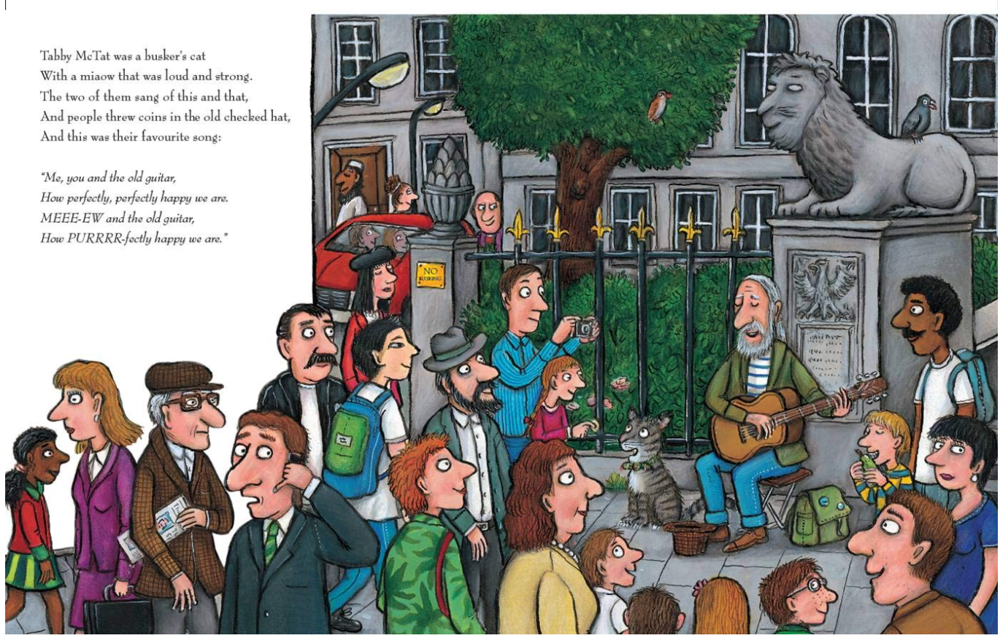 Tabby McTat was a busker's cat
With a miaow that was loud and strong.
The two of them sang of this and that,
And people threw coins in the old checked hat,
And this was their favourite song:
"Me, you and the old guitar,
How perfectly, perfectly happy we are.
MEEE-EW and the old guitar,
How PURRRR-fectly happy we are."
NO
BUSKING